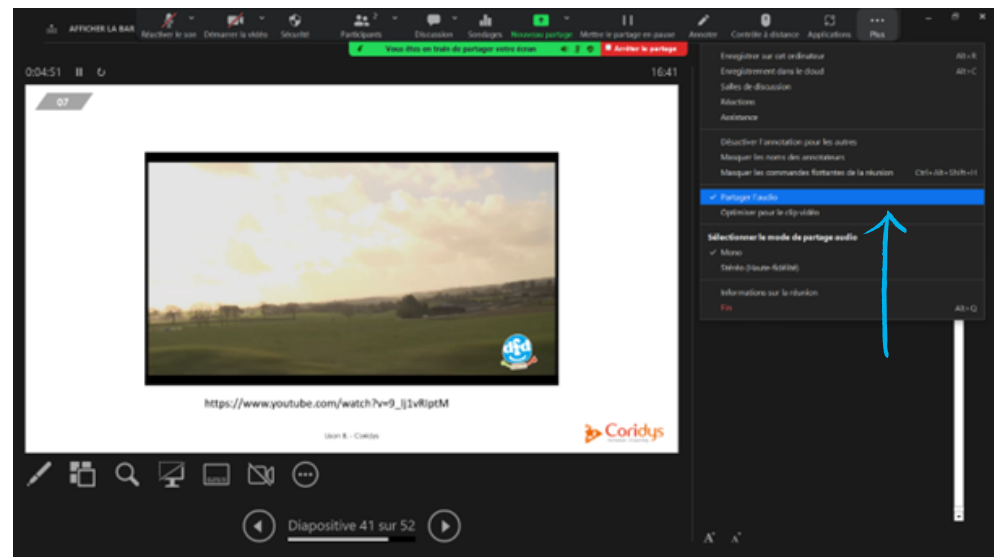 AFFICHER LA BAR
Réactiver le son
Démarrer la vidéo
Sécurité
Participants
2
Discussion
Sondages
Nouveau partage
Mettre le partage en pause
Annoter
Contrôle à distance
Applications
Plus
Vous êtes en train de partager votre écran
Arrêter le partage
0:04:51
16:41
07
dfd
https://www.youtube.com/watch?v=9_Ij1vRIptM
Coridys
Diapositive 41 sur 52
A
A
Enregistrer sur cet ordinateur Alt+R
Enregistrement dans le cloud Alt+C
Salles de discussion
Réactions
Assistance
Désactiver l'annotation pour les autres
Masquer les noms des annotateurs
Masquer les commandes flottantes de la réunion Ctrl+Alt+Shift+H
Partager l'audio
Optimiser pour le clip vidéo
Sélectionner le mode de partage audio
Mono
Stéréo (Haute-fidélité)
Informations sur la réunion
Fin Alt+Q